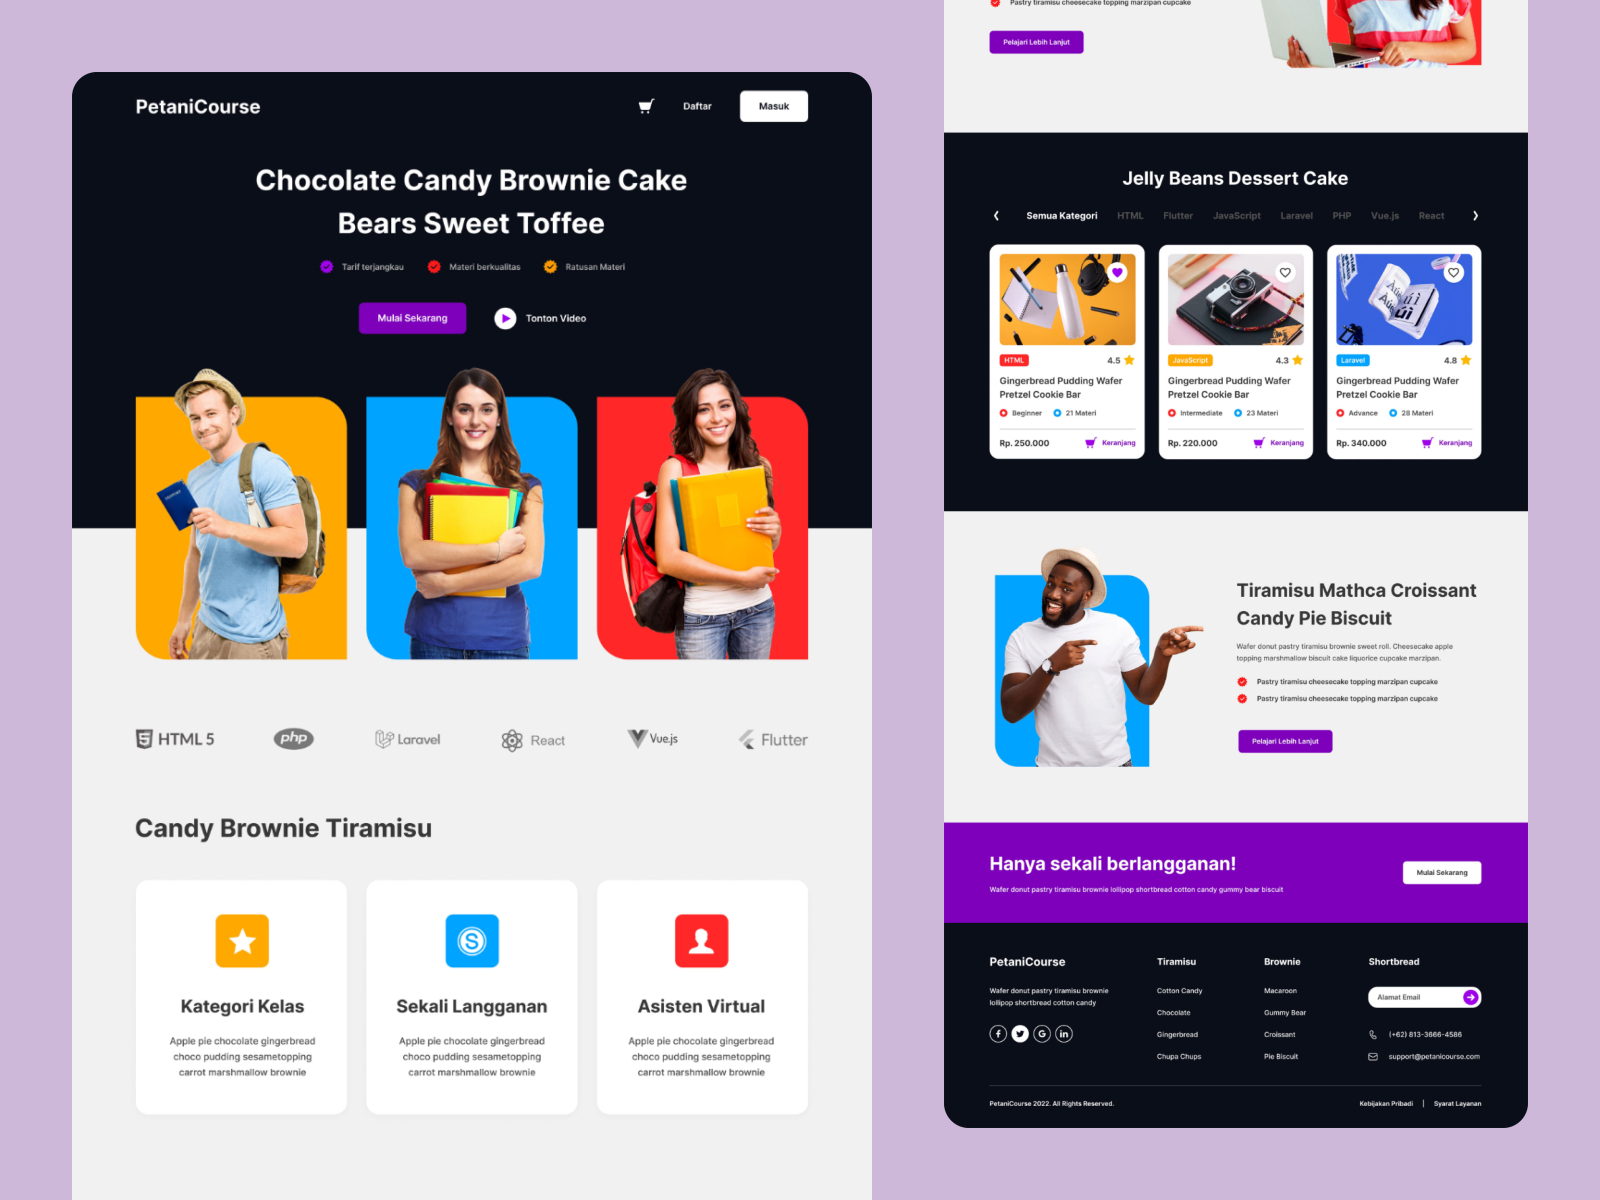 PetaniCourse
Daftar
Masuk
Chocolate Candy Brownie Cake
Bears Sweet Toffee
Tarif terjangkau
Materi berkualitas
Ratusan Materi
Mulai Sekarang
Tonton Video
HTML 5
php
Laravel
React
Vue.js
Flutter
Candy Brownie Tiramisu
Kategori Kelas
Apple pie chocolate gingerbread
choco pudding sesametopping
carrot marshmallow brownie
Sekali Langganan
Apple pie chocolate gingerbread
choco pudding sesametopping
carrot marshmallow brownie
Asisten Virtual
Apple pie chocolate gingerbread
choco pudding sesametopping
carrot marshmallow brownie
Pastry tiramisu cheesecake topping marzipan cupcake
Pelajari Lebih Lanjut
Jelly Beans Dessert Cake
Semua Kategori
HTML
Flutter
JavaScript
Laravel
PHP
Vue.js
React
HTML
4.5
Gingerbread Pudding Wafer
Pretzel Cookie Bar
Beginner
21 Materi
Rp. 250.000
Keranjang
JavaScript
4.3
Gingerbread Pudding Wafer
Pretzel Cookie Bar
Intermediate
23 Materi
Rp. 220.000
Keranjang
Laravel
4.8
Gingerbread Pudding Wafer
Pretzel Cookie Bar
Advance
28 Materi
Rp. 340.000
Keranjang
Tiramisu Mathca Croissant
Candy Pie Biscuit
Wafer donut pastry tiramisu brownie sweet roll. Cheesecake apple
topping marshmallow biscuit cake liquorice cupcake marzipan.
Pastry tiramisu cheesecake topping marzipan cupcake
Pastry tiramisu cheesecake topping marzipan cupcake
Pelajari Lebih Lanjut
Hanya sekali berlangganan!
Wafer donut pastry tiramisu brownie lollipop shortbread cotton candy gummy bear biscuit
Mulai Sekarang
PetaniCourse
Wafer donut pastry tiramisu brownie
lollipop shortbread cotton candy
Tiramisu
Cotton Candy
Chocolate
Gingerbread
Chupa Chups
Brownie
Macaroon
Gummy Bear
Croissant
Pie Biscuit
Shortbread
Alamat Email
(+62) 813-3666-4586
support@petanicourse.com
PetaniCourse 2022. All Rights Reserved.
Kebijakan Pribadi | Syarat Layanan